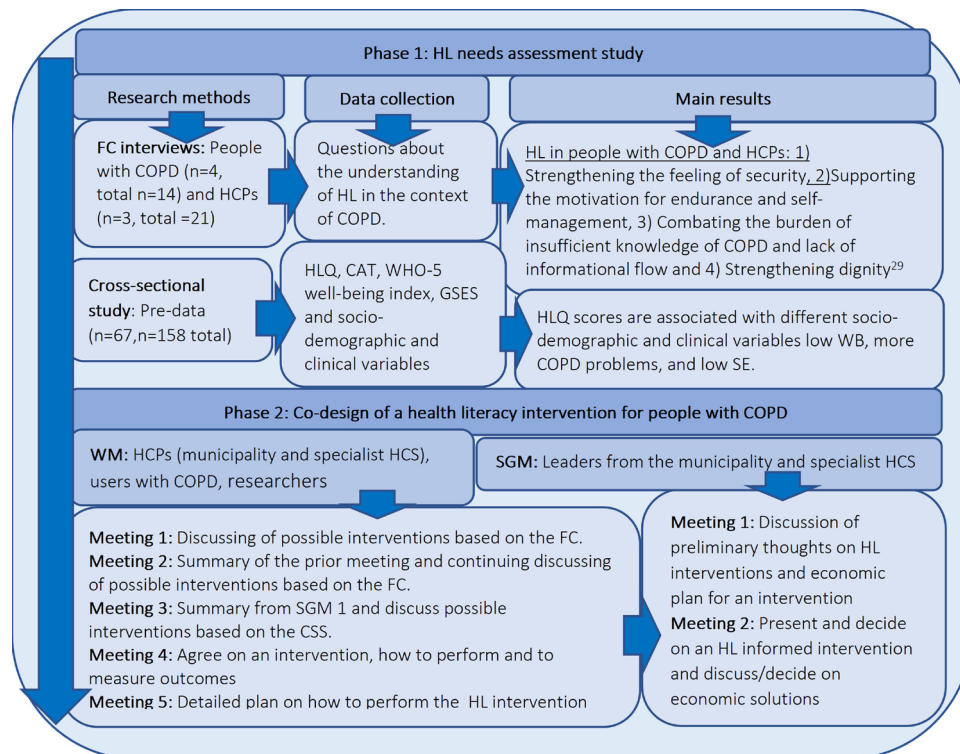 Phase 1: HL needs assessment study
Research methods
Data collection
Main results
FC interviews: People
with COPD (n=4,
total n=14) and HCPs
(n=3, total =21)
Questions about
the understanding
of HL in the context
of COPD.
HL in people with COPD and HCPs: 1)
Strengthening the feeling of security, 2)Supporting
the motivation for endurance and self-
management, 3) Combating the burden of
insufficient knowledge of COPD and lack of
informational flow and 4) Strengthening dignity29
Cross-sectional
study: Pre-data
(n=67,n=158 total)
HLQ, CAT, WHO-5
well-being index, GSES
and socio-
demographic and
clinical variables
HLQ scores are associated with different socio-
demographic and clinical variables low WB, more
COPD problems, and low SE.
Phase 2: Co-design of a health literacy intervention for people with COPD
WM: HCPs (municipality and specialist HCS),
users with COPD, researchers
SGM: Leaders from the municipality and specialist HCS
Meeting 1: Discussing of possible interventions based on the FC.
Meeting 2: Summary of the prior meeting and continuing discussing
of possible interventions based on the FC.
Meeting 3: Summary from SGM 1 and discuss possible
interventions based on the CSS.
Meeting 4: Agree on an intervention, how to perform and to
measure outcomes
Meeting 5: Detailed plan on how to perform the HL intervention
Meeting 1: Discussion of
preliminary thoughts on HL
interventions and economic
plan for an intervention
Meeting 2: Present and decide
on an HL informed intervention
and discuss/decide on
economic solutions